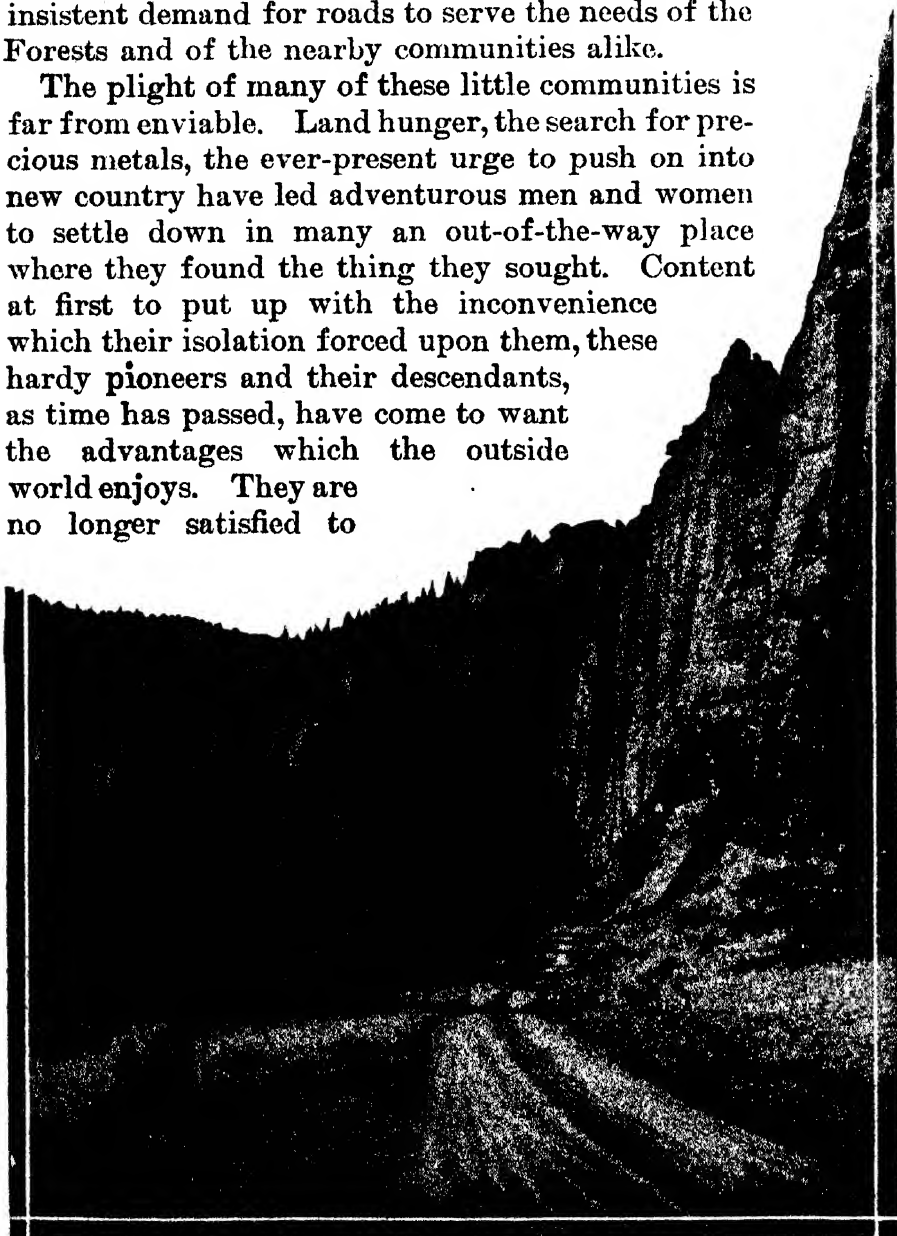 insistent demand for roads to serve the needs of the
Forests and of the nearby communities alike.
The plight of many of these little communities is
far from enviable. Land hunger, the search for pre-
cious metals, the ever-present urge to push on into
new country have led adventurous men and women
to settle down in many an out-of-the-way place
where they found the thing they sought. Content
at first to put up with the inconvenience
which their isolation forced upon them, these
hardy pioneers and their descendants,
as time has passed, have come to want
the advantages which the outside
world enjoys. They are
no longer satisfied to